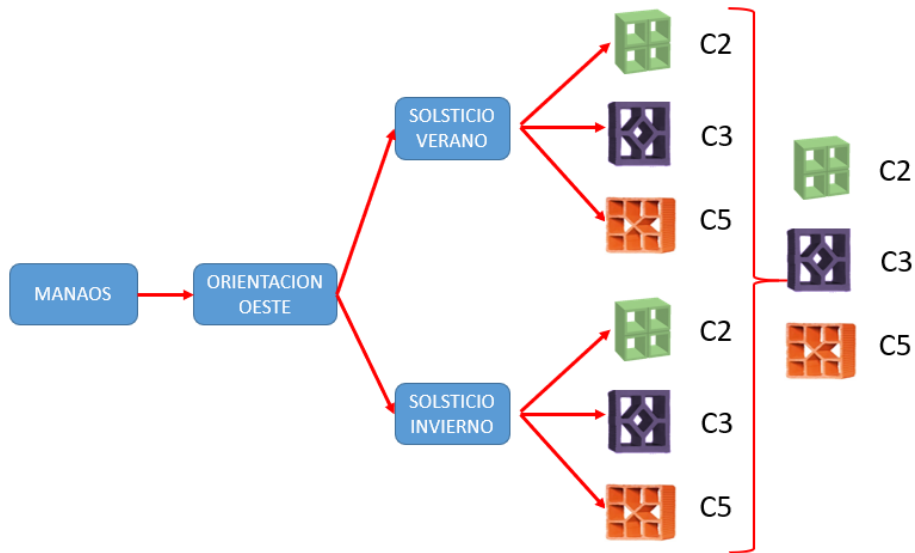 MANAOS
ORIENTACION
OESTE
SOLSTICIO
VERANO
C2
C3
C5
SOLSTICIO
INVIERNO
C2
C3
C5
C2
C3
C5